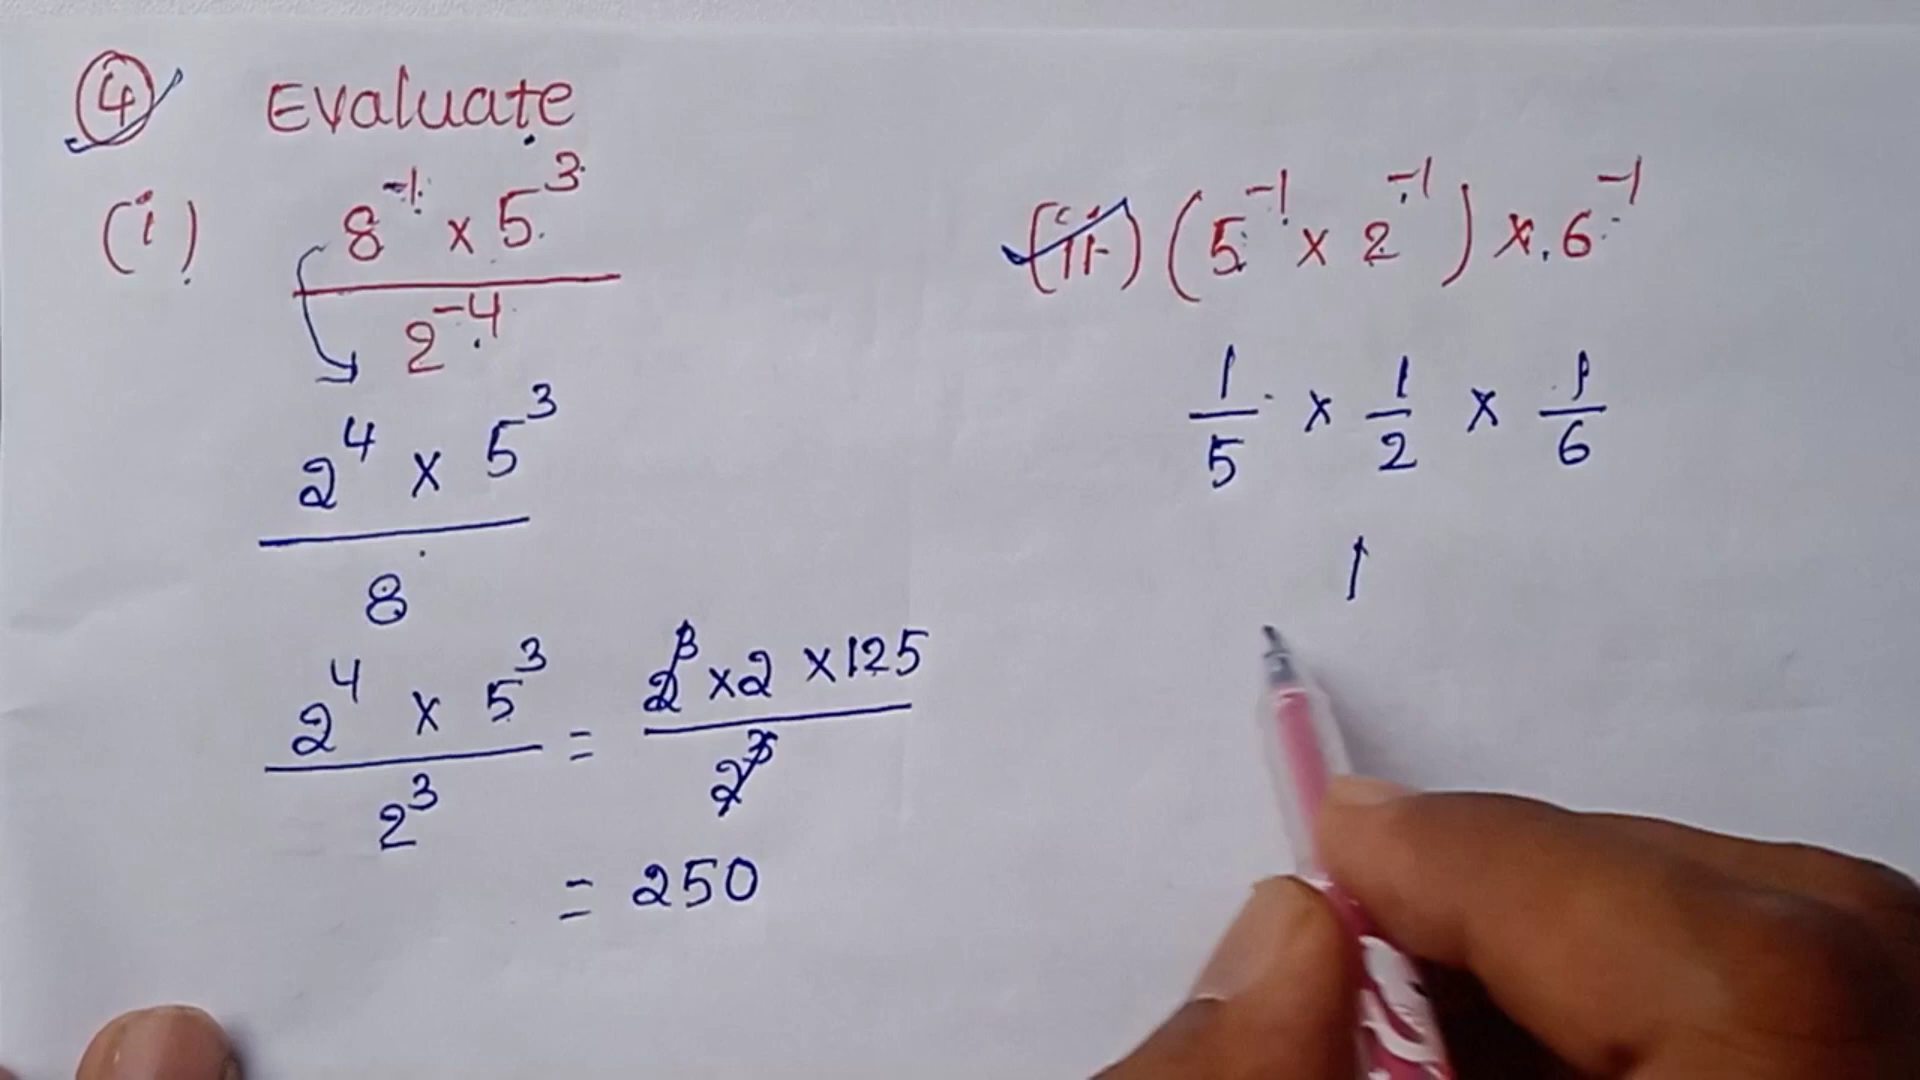 ④ Evaluate
(i) 8⁻¹ × 5³ / 2⁻⁴
2⁴ × 5³ / 8
2⁴ × 5³ / 2³ = 2³ × 2 × 125 / 2³
= 250
(ii) (5⁻¹ × 2⁻¹) × 6⁻¹
1/5 × 1/2 × 1/6
1